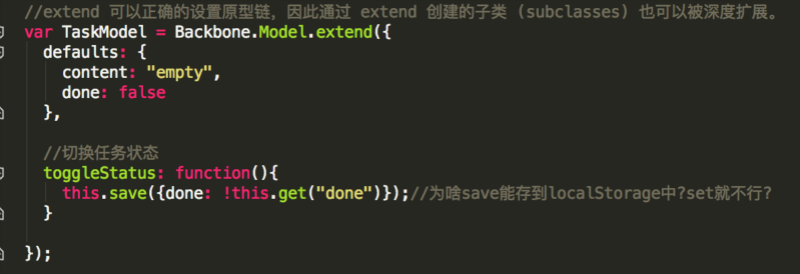 //extend 可以正确的设置原型链，因此通过 extend 创建的子类 (subclasses) 也可以被深度扩展。
var TaskModel = Backbone.Model.extend({
  defaults: {
    content: "empty",
    done: false
  },

  //切换任务状态
  toggleStatus: function(){
    this.save({done: !this.get("done")});//为啥save能存到localStorage中?set就不行?
  }

});